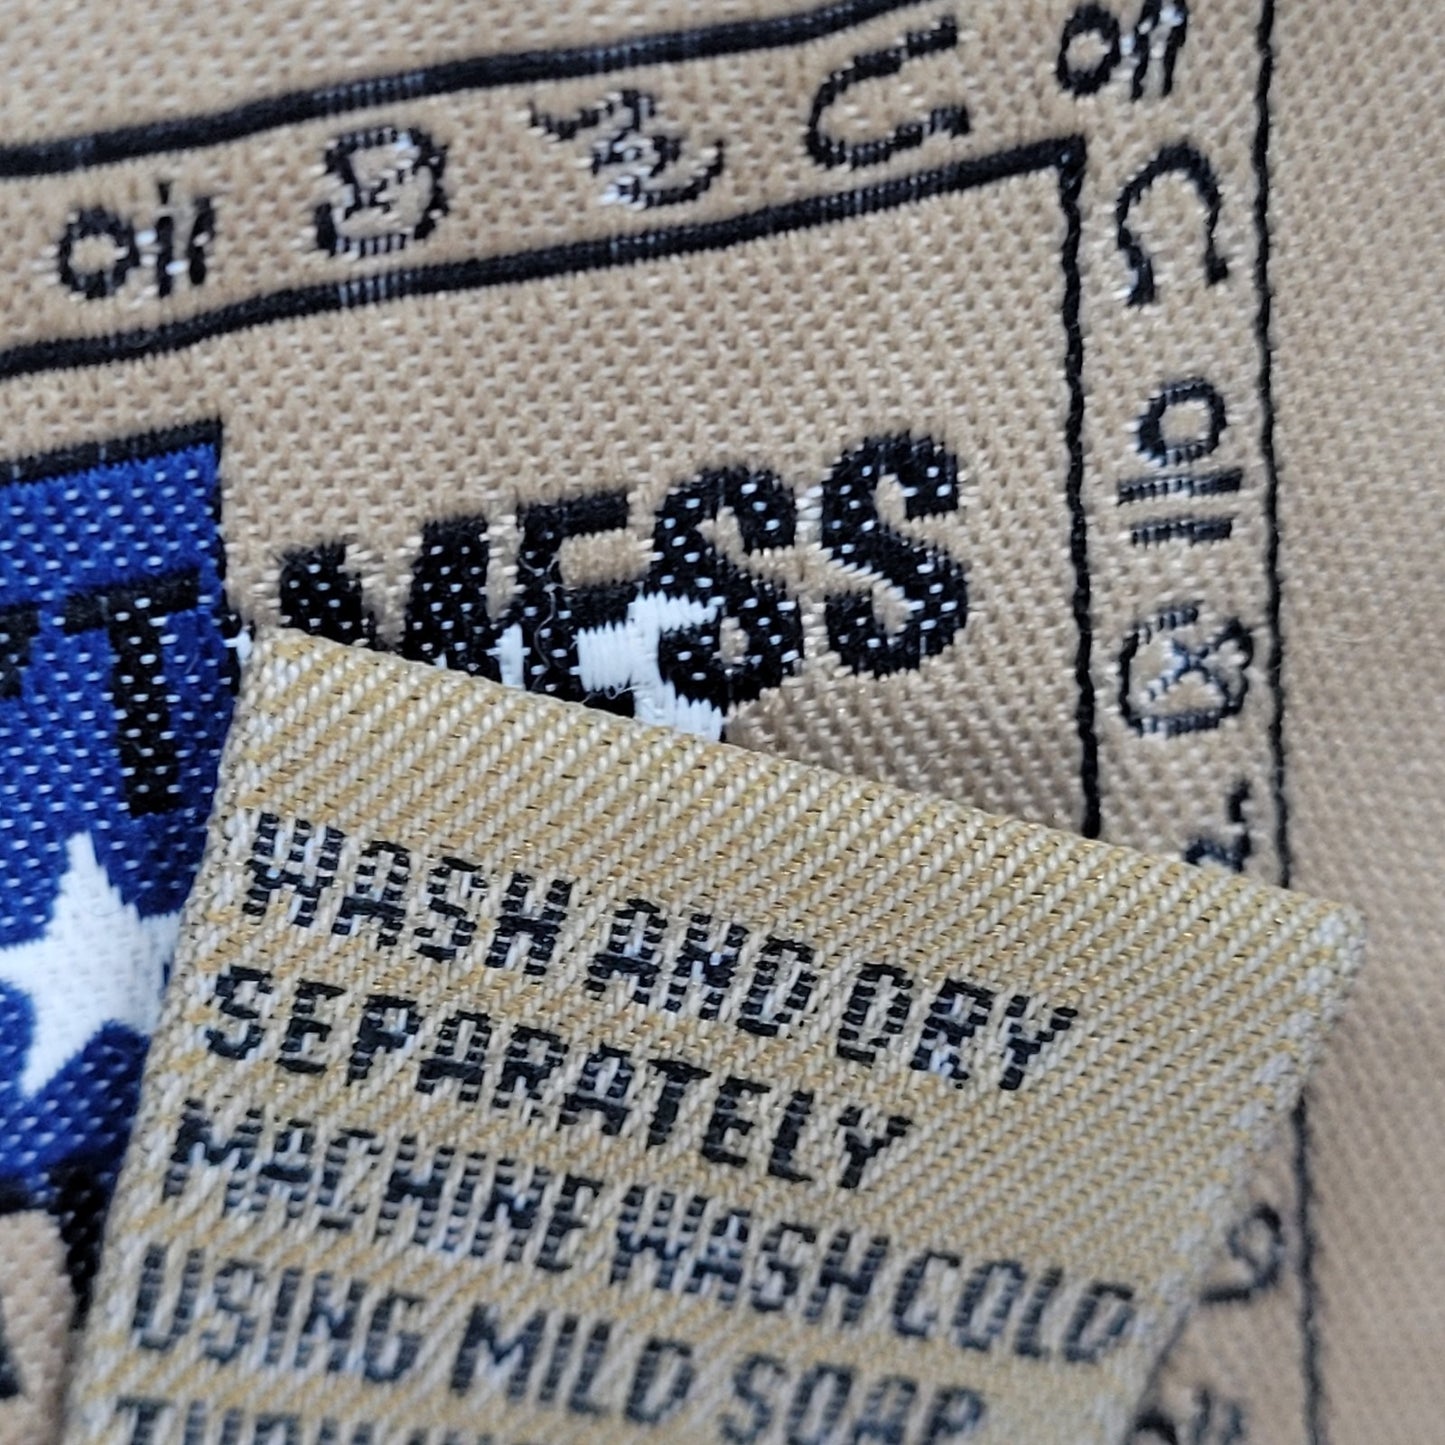 'T MESS
WASH AND DRY
SEPARATELY
MACHINE WASH COLD
USING MILD SOAP